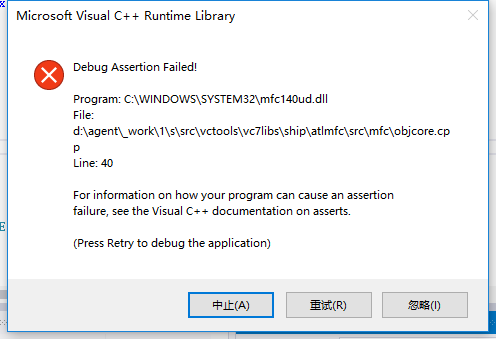 Microsoft Visual C++ Runtime Library
Debug Assertion Failed!
Program: C:\WINDOWS\SYSTEM32\mfc140ud.dll
File:
d:\agent\_work\1\s\src\vctools\vc7libs\ship\atlmfc\src\mfc\objcore.cp
p
Line: 40
For information on how your program can cause an assertion
failure, see the Visual C++ documentation on asserts.
(Press Retry to debug the application)
中止(A)
重试(R)
忽略(I)